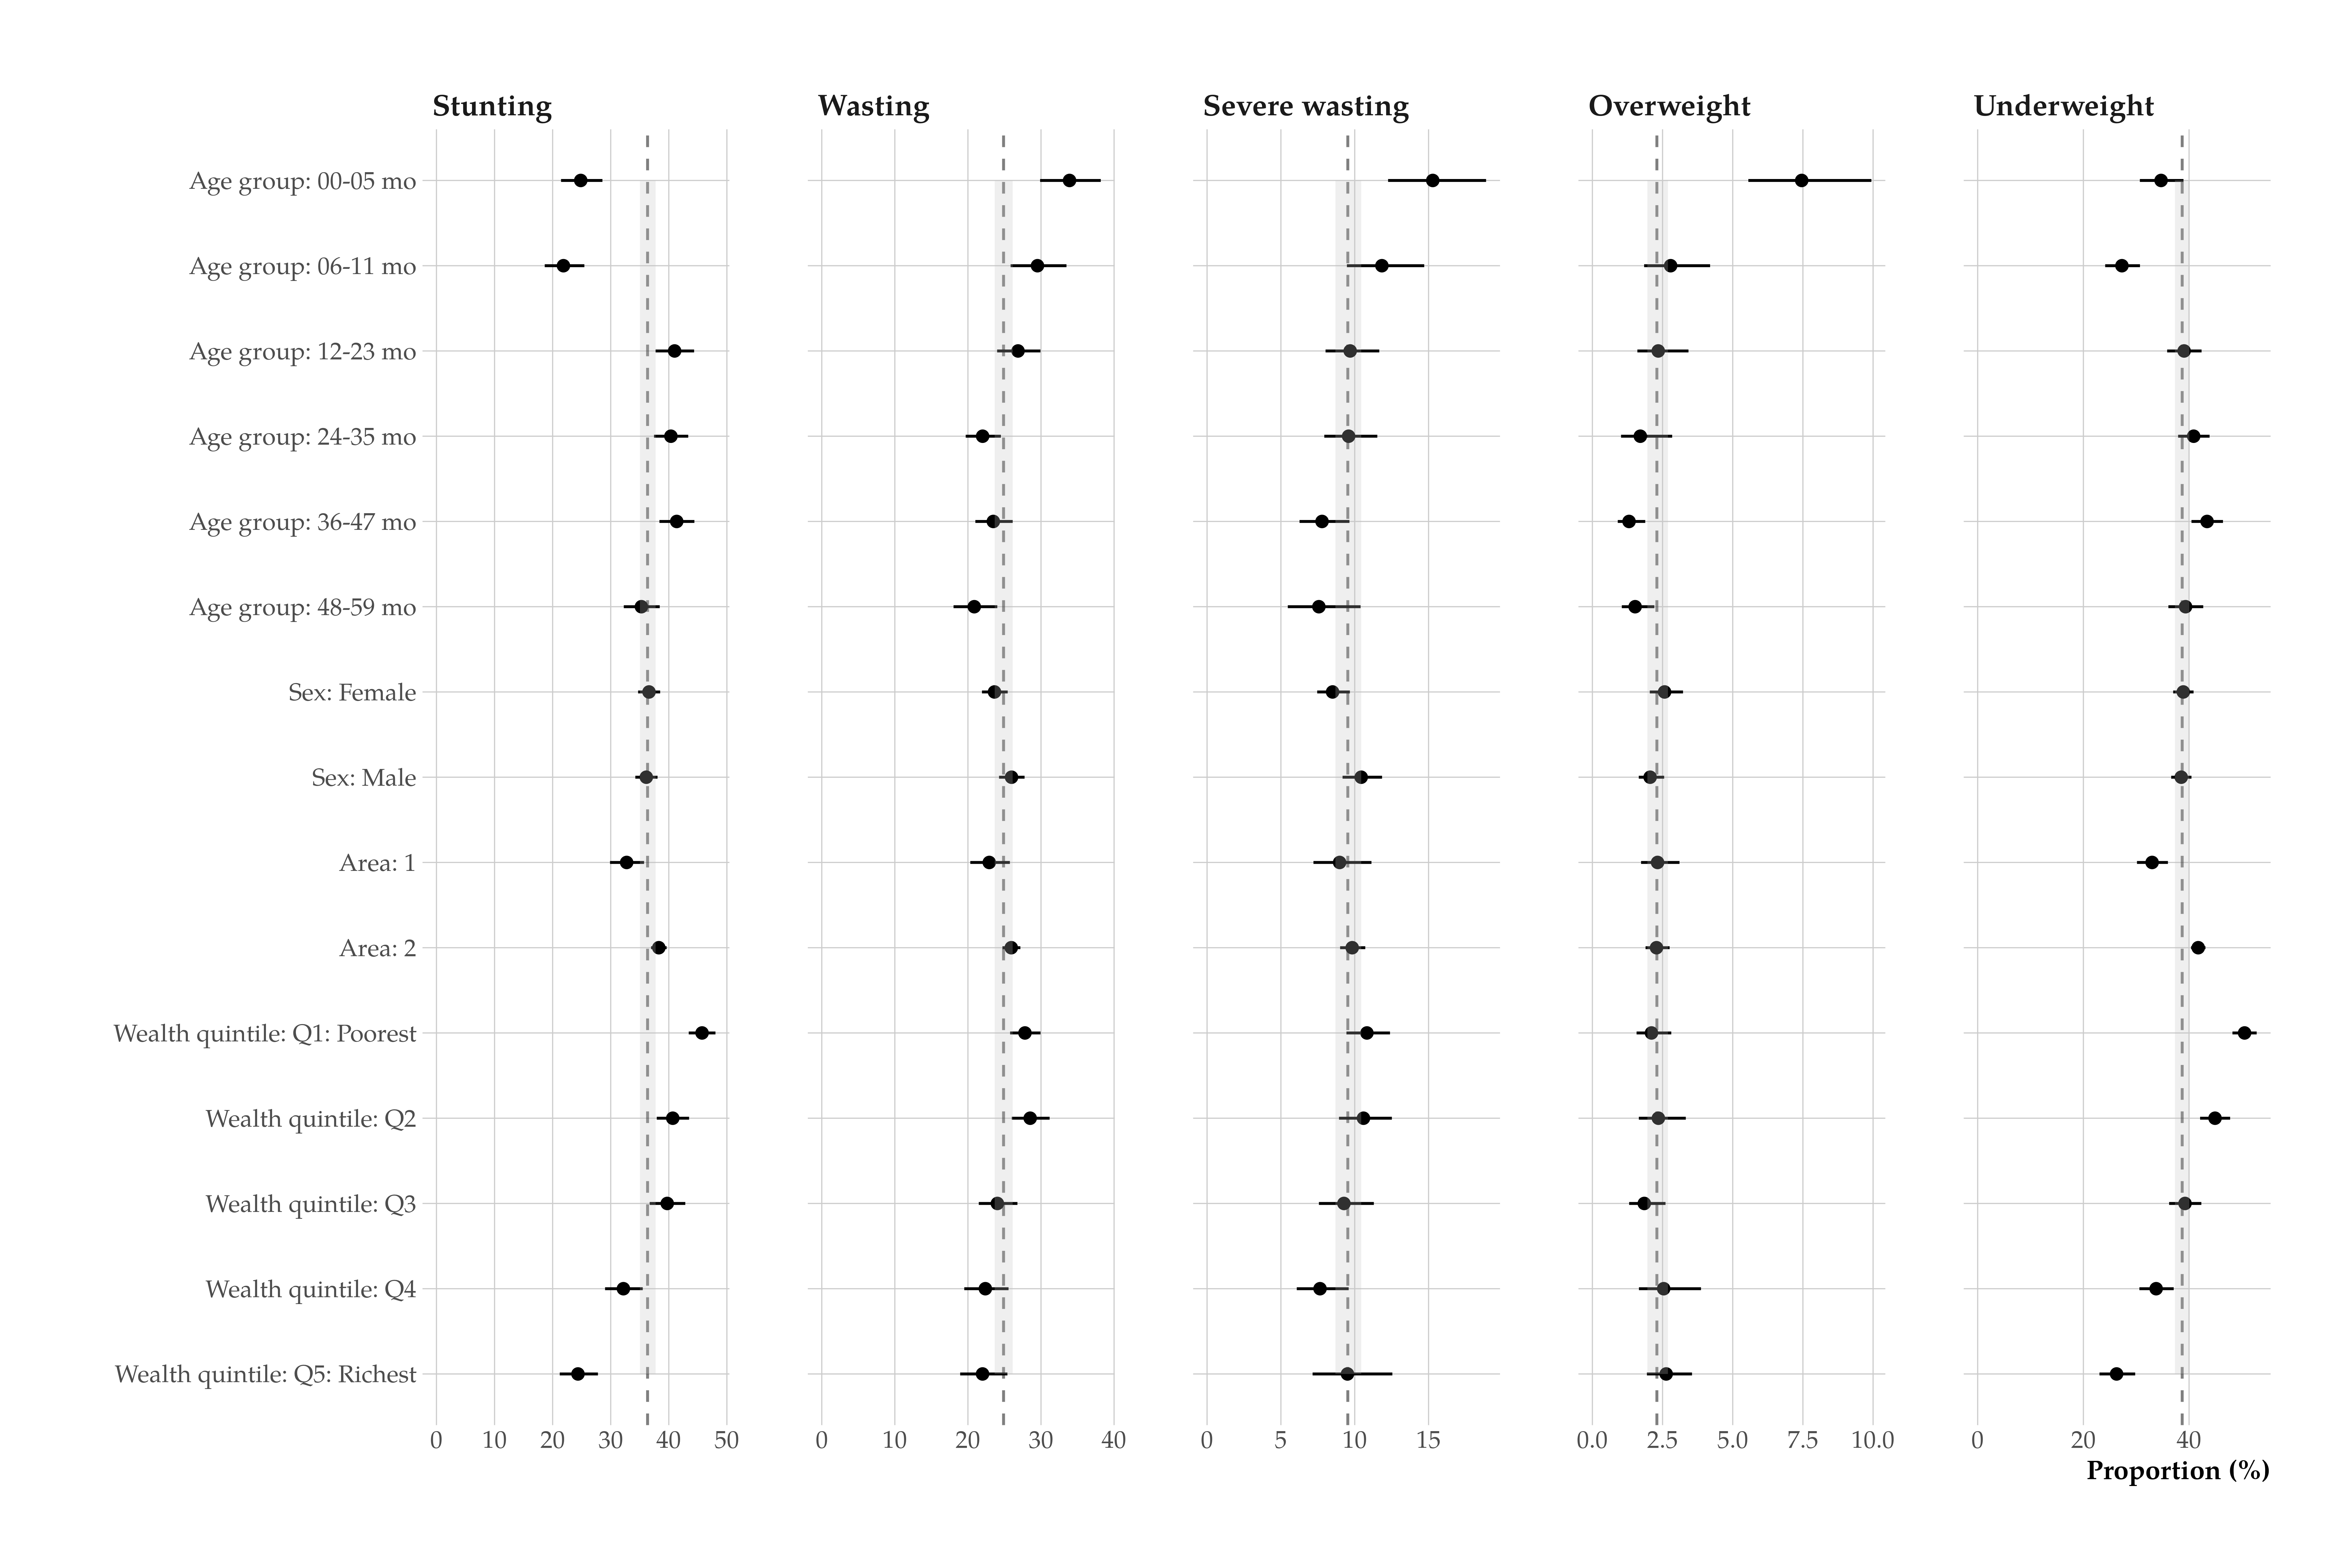 Stunting
Wasting
Severe wasting
Overweight
Underweight
Age group: 00-05 mo
Age group: 06-11 mo
Age group: 12-23 mo
Age group: 24-35 mo
Age group: 36-47 mo
Age group: 48-59 mo
Sex: Female
Sex: Male
Area: 1
Area: 2
Wealth quintile: Q1: Poorest
Wealth quintile: Q2
Wealth quintile: Q3
Wealth quintile: Q4
Wealth quintile: Q5: Richest
0 10 20 30 40 50
0 10 20 30 40
0 5 10 15
0.0 2.5 5.0 7.5 10.0
0 20 40
Proportion (%)